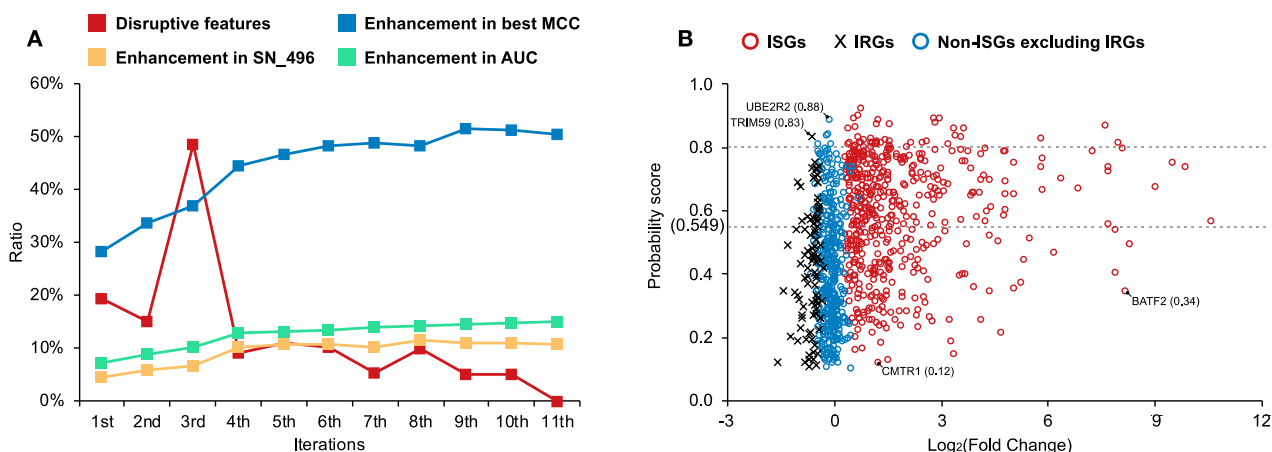 A
Disruptive features
Enhancement in best MCC
Enhancement in SN_496
Enhancement in AUC
60%
50%
40%
30%
20%
10%
0%
Ratio
1st 2nd 3rd 4th 5th 6th 7th 8th 9th 10th 11th
Iterations
B
ISGs
IRGs
Non-ISGs excluding IRGs
1.0
0.8
0.6
(0.549)
0.4
0.2
0.0
Probability score
UBE2R2 (0.88)
TRIM59 (0.83)
BATF2 (0.34)
CMTR1 (0.12)
-3 0 3 6 9 12
Log2(Fold Change)